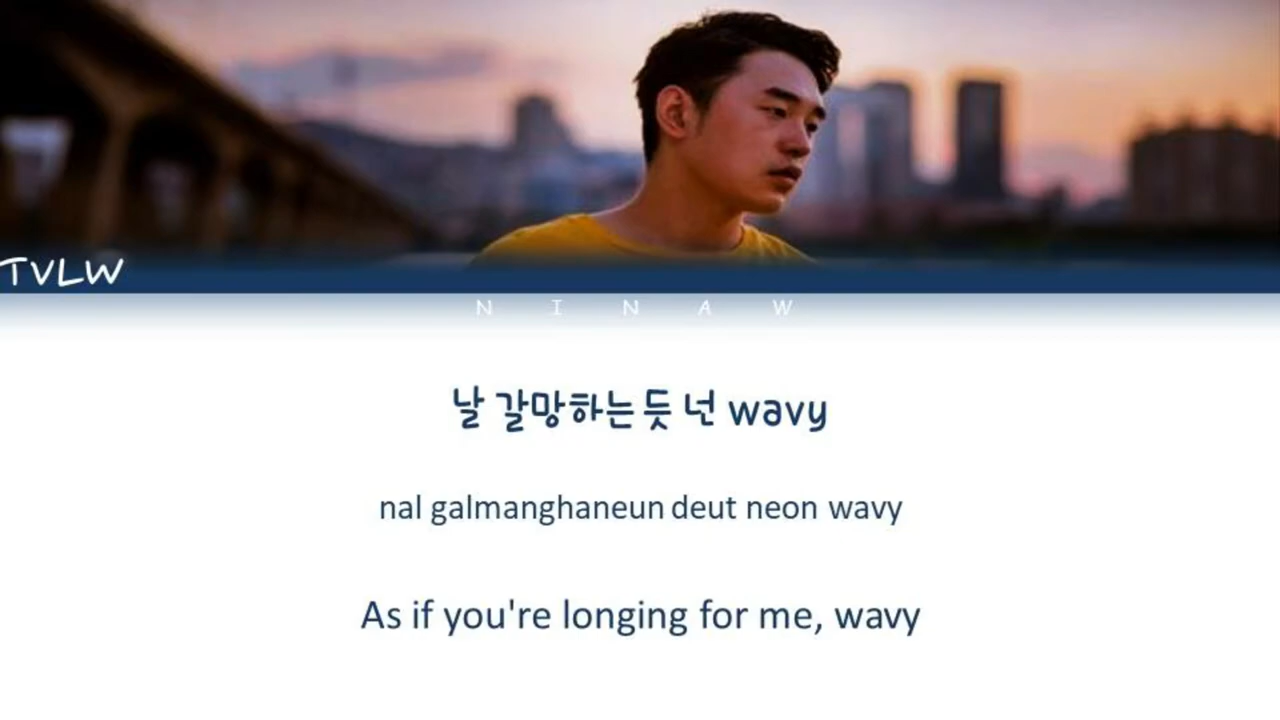 TVLW
N I N A W
날 갈망하는 듯 넌 wavy
nal galmanghaneun deut neon wavy
As if you're longing for me, wavy